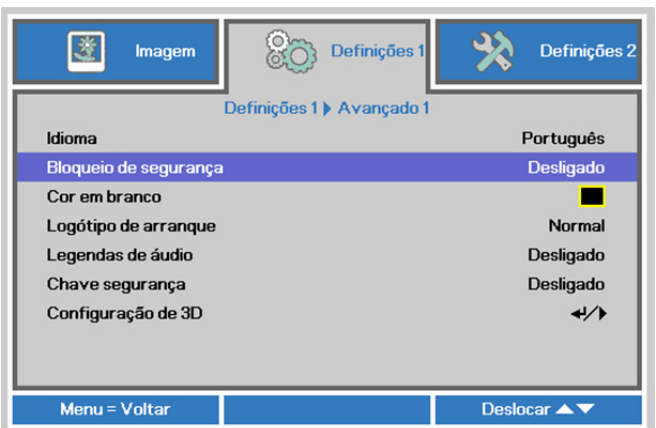 Imagem
Definições 1
Definições 2
Definições 1 Avançado 1
Idioma Português
Bloqueio de segurança Desligado
Cor em branco
Logótipo de arranque Normal
Legendas de áudio Desligado
Chave segurança Desligado
Configuração de 3D
Menu = Voltar
Deslocar